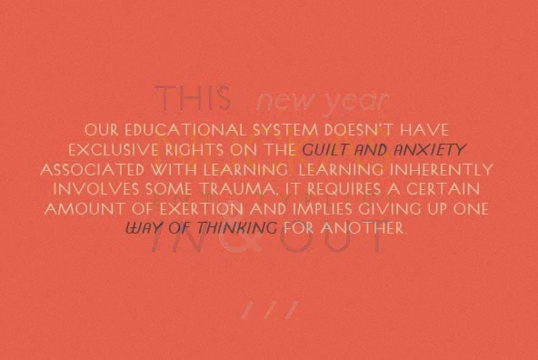 THIS new year
OUR EDUCATIONAL SYSTEM DOESN'T HAVE
EXCLUSIVE RIGHTS ON THE GUILT AND ANXIETY
ASSOCIATED WITH LEARNING. LEARNING INHERENTLY
INVOLVES SOME TRAUMA; IT REQUIRES A CERTAIN
AMOUNT OF EXERTION AND IMPLIES GIVING UP ONE
WAY OF THINKING FOR ANOTHER.
IN & OUT
/ / /